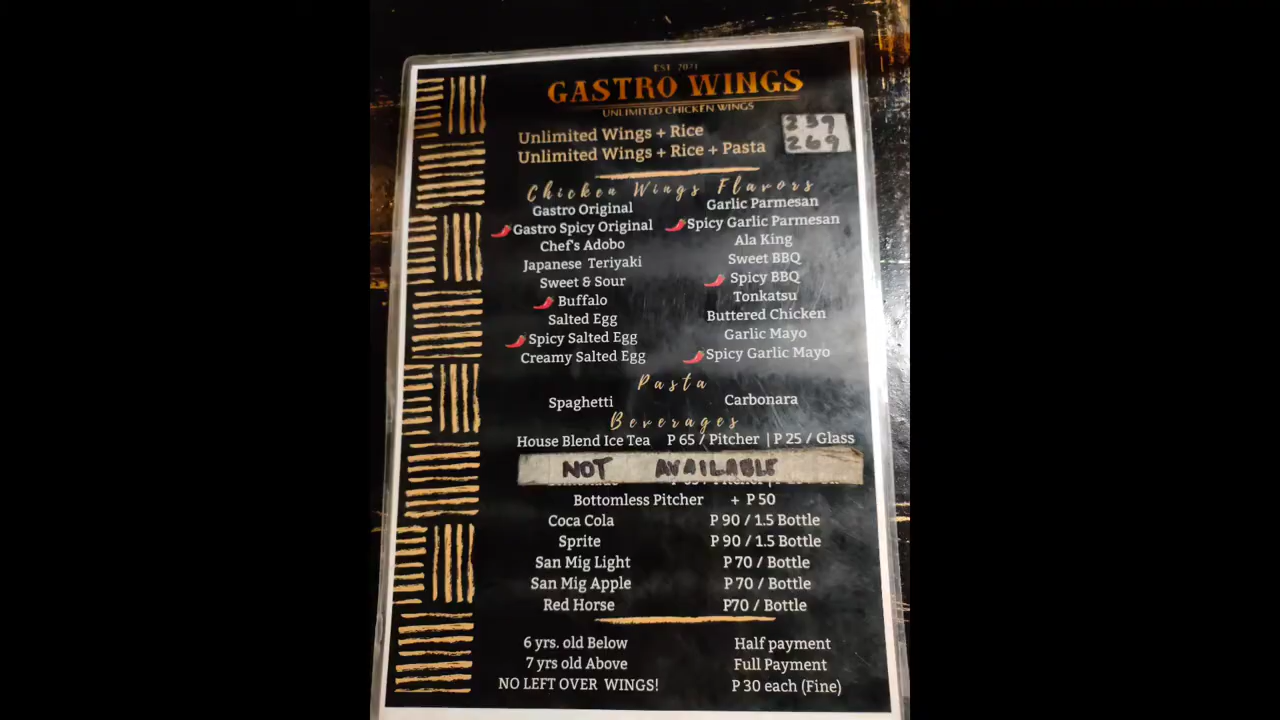 EST 2021
GASTRO WINGS
UNLIMITED CHICKEN WINGS
Unlimited Wings + Rice 239
Unlimited Wings + Rice + Pasta 269
Chicken Wings Flavors
Gastro Original Garlic Parmesan
Gastro Spicy Original Spicy Garlic Parmesan
Chef's Adobo Ala King
Japanese Teriyaki Sweet BBQ
Sweet & Sour Spicy BBQ
Buffalo Tonkatsu
Salted Egg Buttered Chicken
Spicy Salted Egg Garlic Mayo
Creamy Salted Egg Spicy Garlic Mayo
Pasta
Spaghetti Carbonara
Beverages
House Blend Ice Tea P 65 / Pitcher | P 25 / Glass
NOT AVAILABLE
Bottomless Pitcher + P 50
Coca Cola P 90 / 1.5 Bottle
Sprite P 90 / 1.5 Bottle
San Mig Light P 70 / Bottle
San Mig Apple P 70 / Bottle
Red Horse P70 / Bottle
6 yrs. old Below Half payment
7 yrs old Above Full Payment
NO LEFT OVER WINGS! P 30 each (Fine)